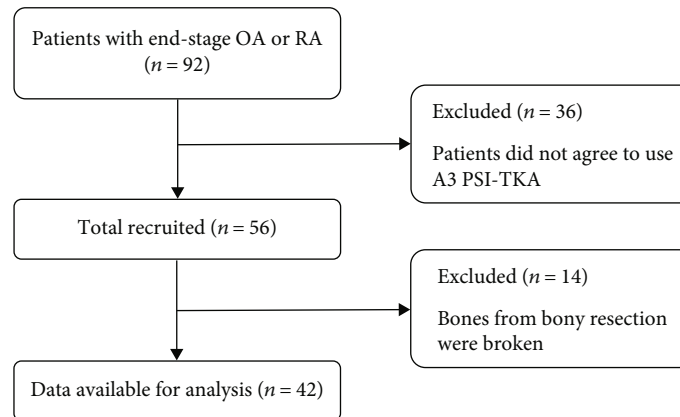 Patients with end-stage OA or RA
(n = 92)
Excluded (n = 36)
Patients did not agree to use
A3 PSI-TKA
Total recruited (n = 56)
Excluded (n = 14)
Bones from bony resection
were broken
Data available for analysis (n = 42)